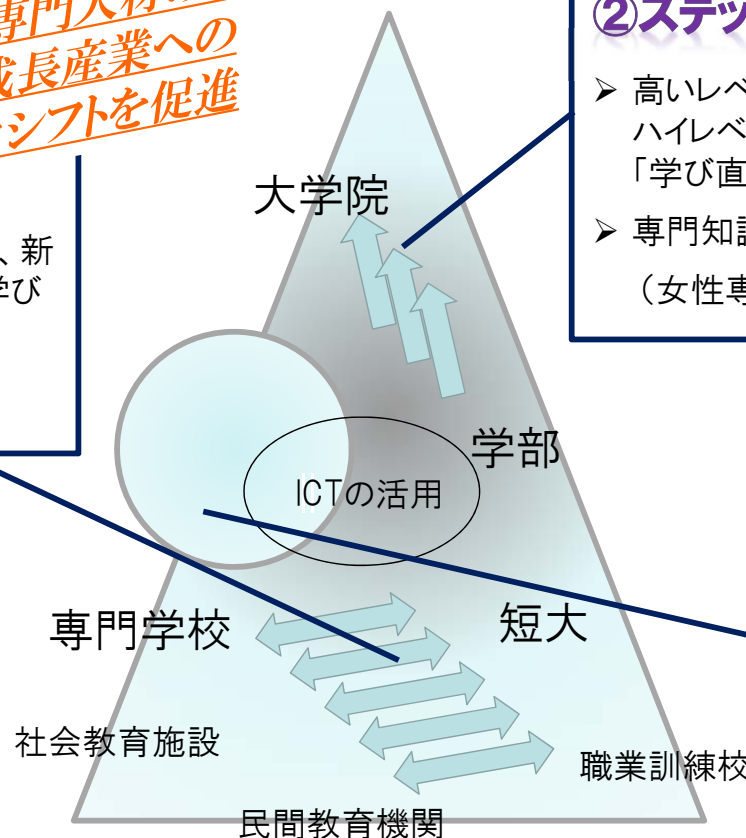 専門人材の
成長産業への
シフトを促進
、新
学び
②ステッ
➢ 高いレベ
ハイレベ
「学び直
➢ 専門知
（女性専
大学院
学部
ICTの活用
専門学校
短大
社会教育施設
職業訓練校
民間教育機関